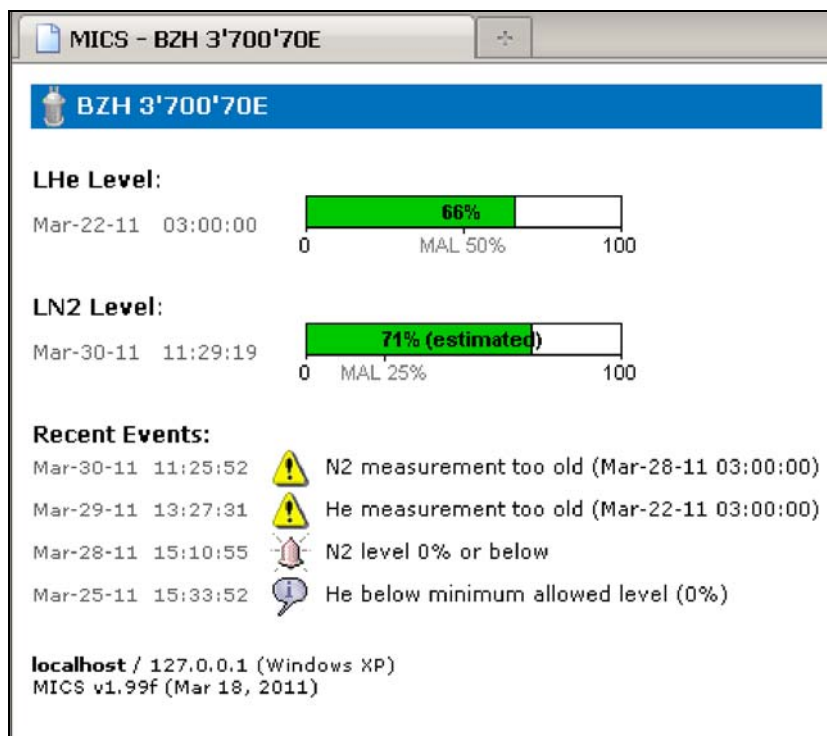 MICS - BZH 3'700'70E
BZH 3'700'70E
LHe Level:
Mar-22-11 03:00:00
66%
0 MAL 50% 100
LN2 Level:
Mar-30-11 11:29:19
71% (estimated)
0 MAL 25% 100
Recent Events:
Mar-30-11 11:25:52 N2 measurement too old (Mar-28-11 03:00:00)
Mar-29-11 13:27:31 He measurement too old (Mar-22-11 03:00:00)
Mar-28-11 15:10:55 N2 level 0% or below
Mar-25-11 15:33:52 He below minimum allowed level (0%)
localhost / 127.0.0.1 (Windows XP)
MICS v1.99f (Mar 18, 2011)